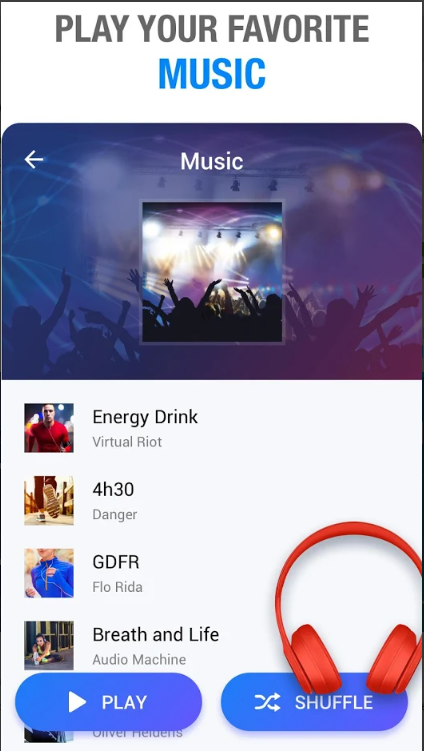 PLAY YOUR FAVORITE
MUSIC
Music
Energy Drink
Virtual Riot
4h30
Danger
GDFR
Flo Rida
Breath and Life
Audio Machine
PLAY
SHUFFLE
Oliver Heldens